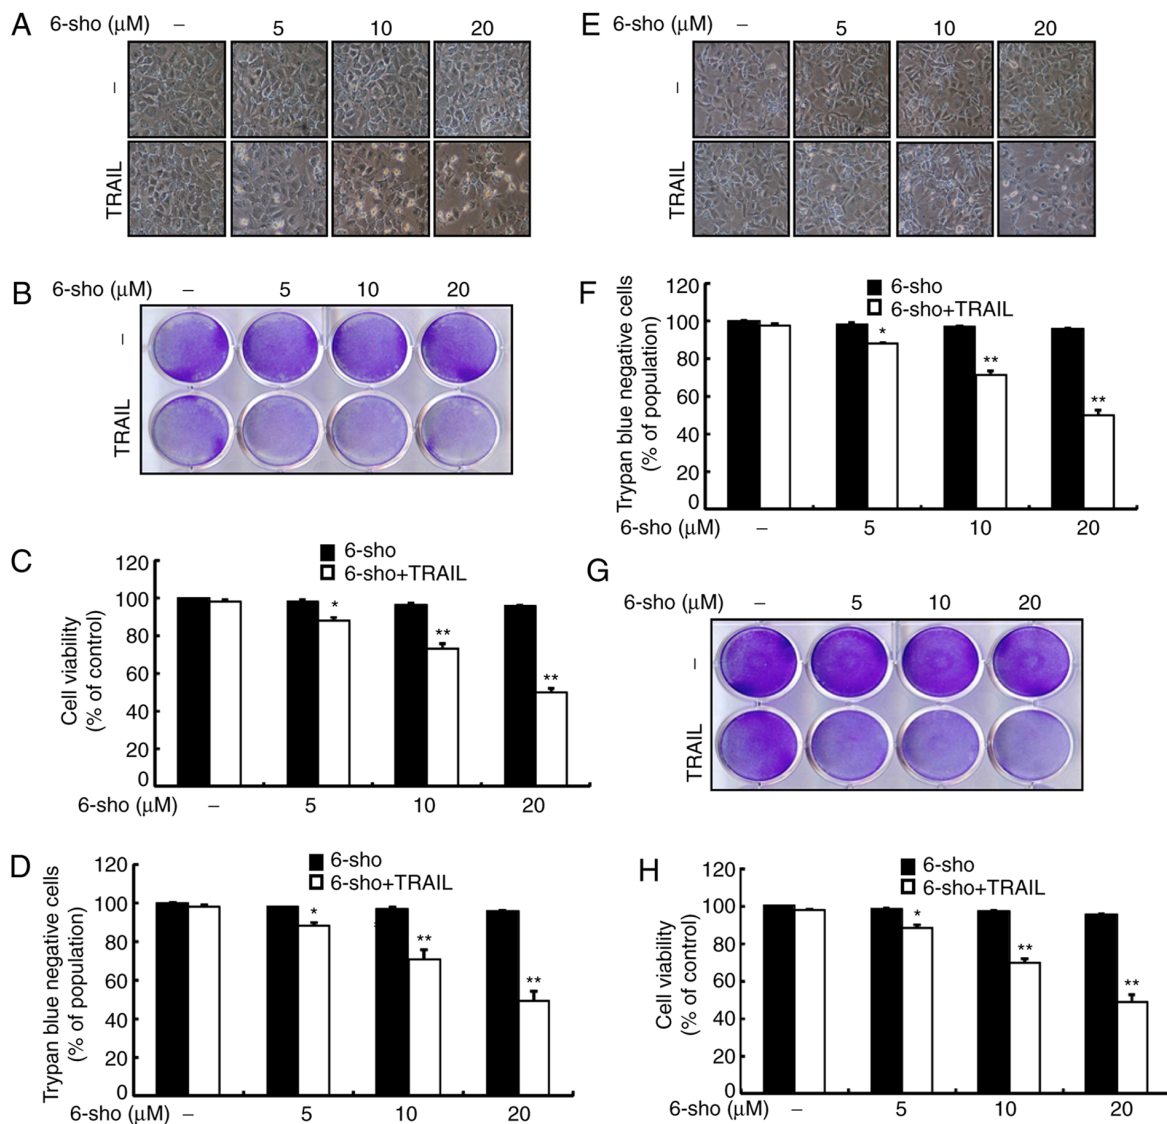 A
6-sho (μM) – 5 10 20
–
TRAIL
B
6-sho (μM) – 5 10 20
–
TRAIL
C
6-sho
6-sho+TRAIL
Cell viability
(% of control)
120
100
80
60
40
20
0
* ** **
6-sho (μM) – 5 10 20
D
6-sho
6-sho+TRAIL
Trypan blue negative cells
(% of population)
120
100
80
60
40
20
0
* ** **
6-sho (μM) – 5 10 20
E
6-sho (μM) – 5 10 20
–
TRAIL
F
6-sho
6-sho+TRAIL
Trypan blue negative cells
(% of population)
120
100
80
60
40
20
0
* ** **
6-sho (μM) – 5 10 20
G
6-sho (μM) – 5 10 20
–
TRAIL
H
6-sho
6-sho+TRAIL
Cell viability
(% of control)
120
100
80
60
40
20
0
* ** **
6-sho (μM) – 5 10 20